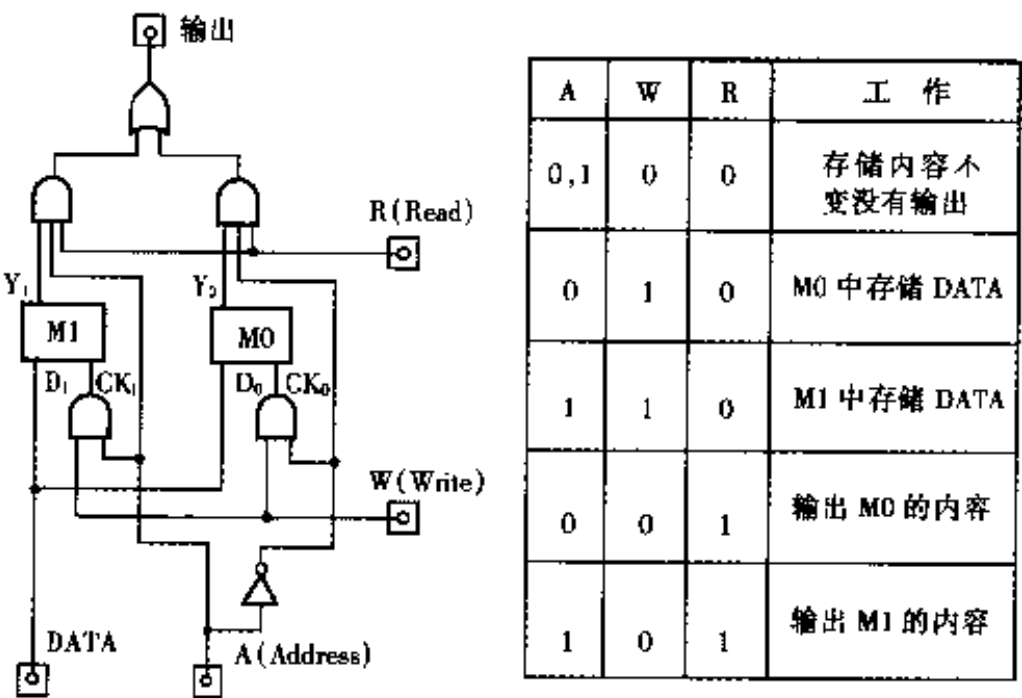 输出
R(Read)
Y₁
Y₀
M1
M0
D₁
CK₁
D₀
CK₀
W(Write)
DATA
A(Address)
A W R 工 作
0,1 0 0 存储内容不
变没有输出
0 1 0 M0 中存储 DATA
1 1 0 M1 中存储 DATA
0 0 1 输出 M0 的内容
1 0 1 输出 M1 的内容